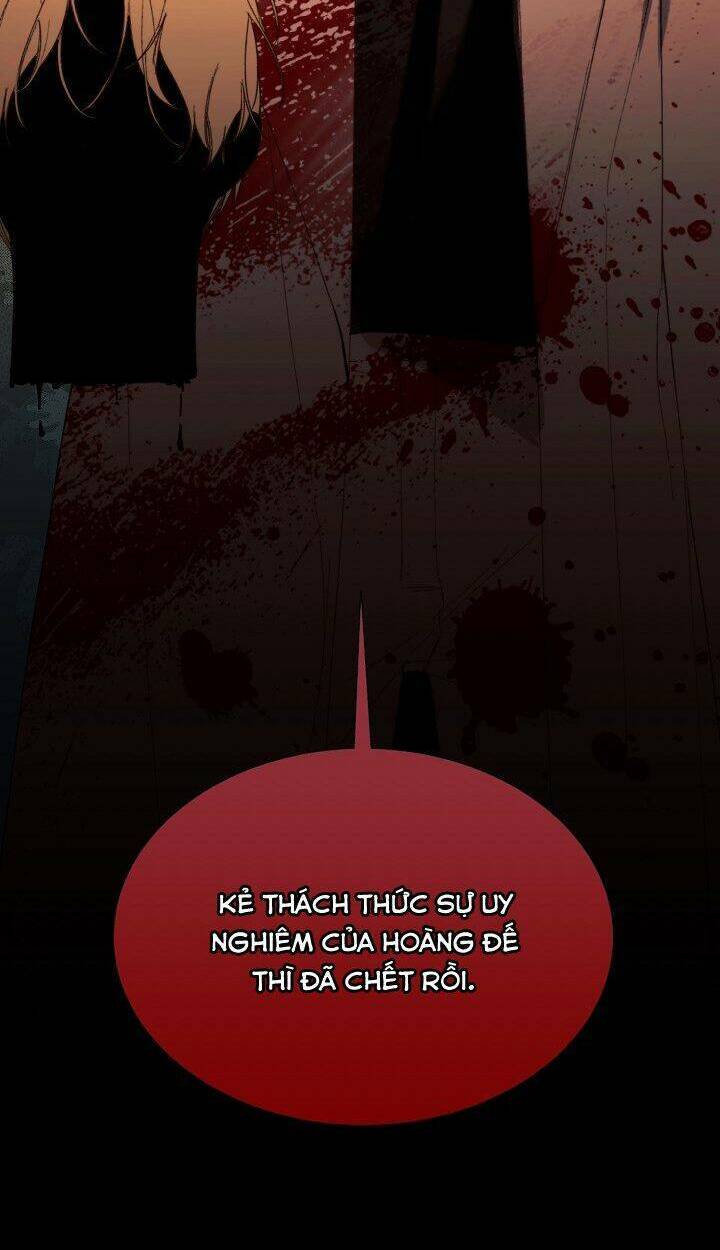 KẺ THÁCH THỨC SỰ UY
NGHIÊM CỦA HOÀNG ĐẾ
THÌ ĐÃ CHẾT RỒI.